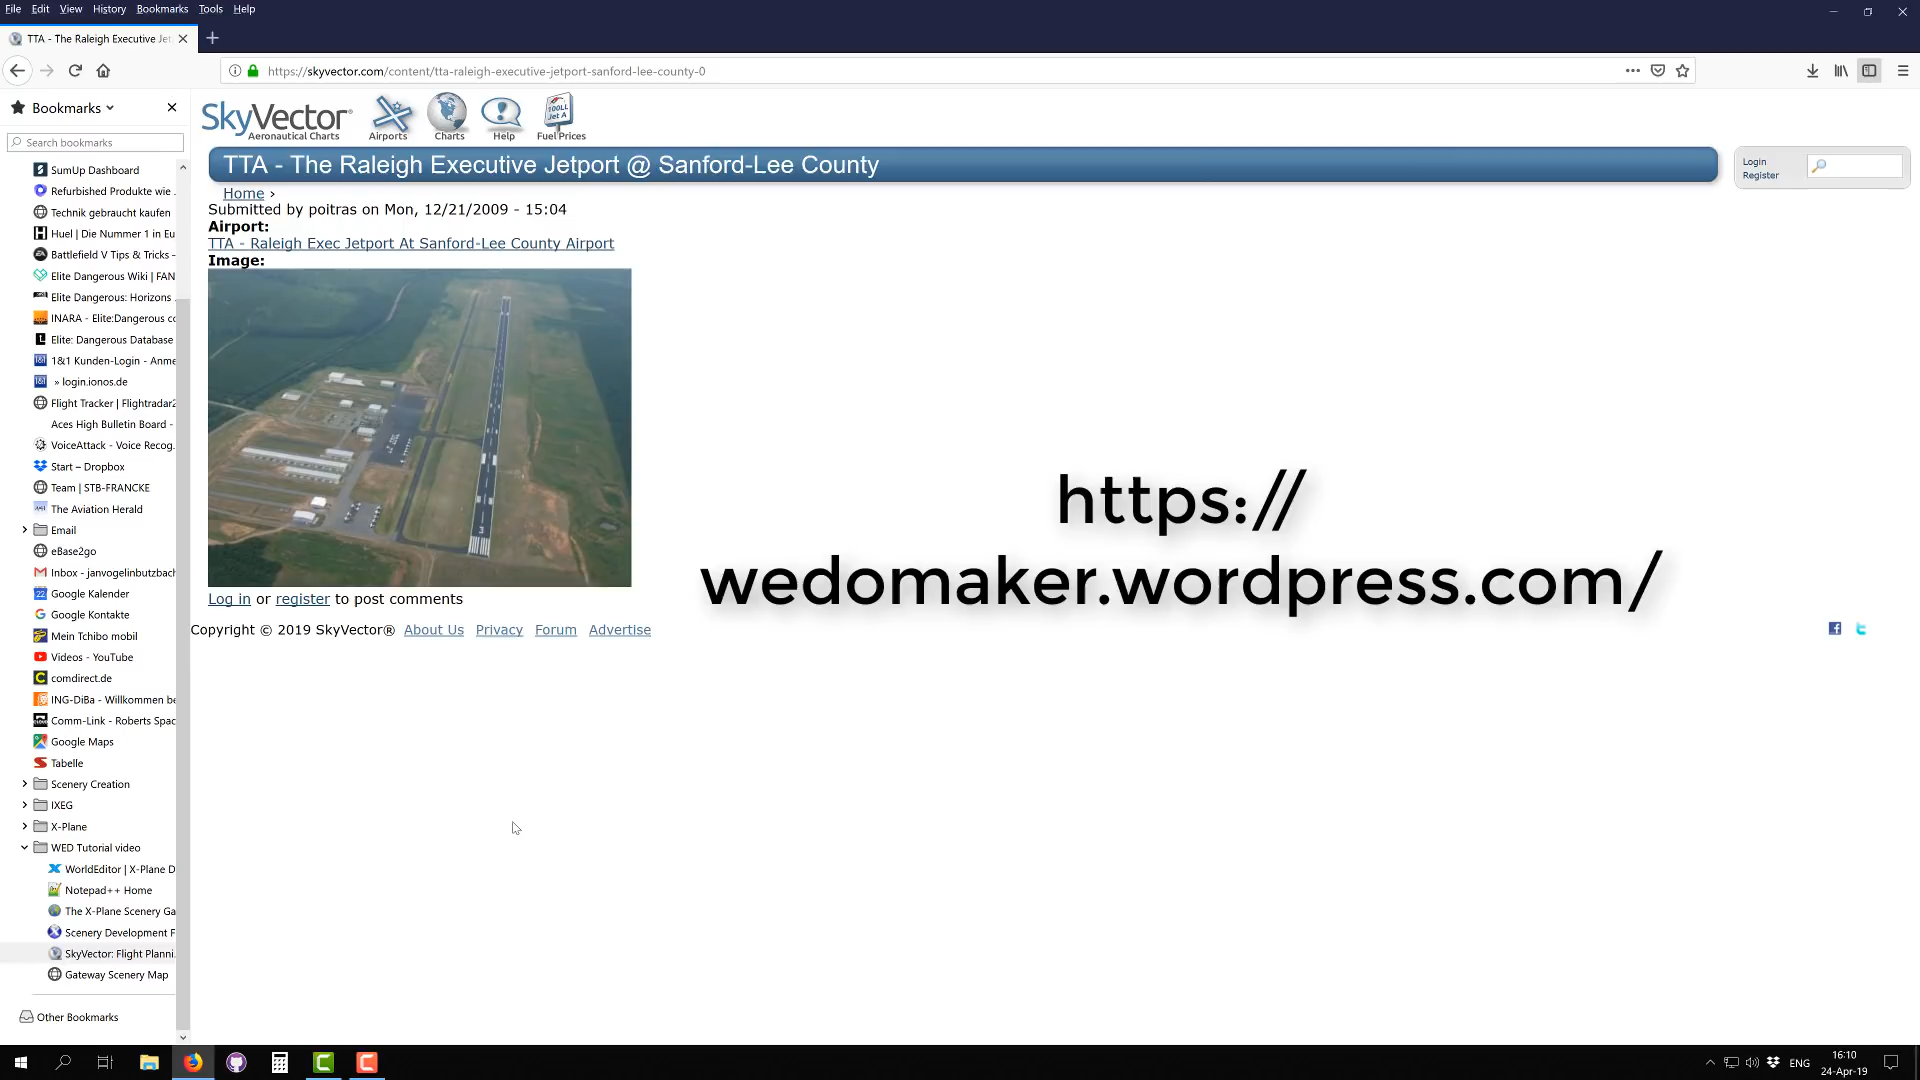 File Edit View History Bookmarks Tools Help
TTA - The Raleigh Executive Jet
https://skyvector.com/content/tta-raleigh-executive-jetport-sanford-lee-county-0
Bookmarks
Search bookmarks
SumUp Dashboard
Refurbished Produkte wie
Technik gebraucht kaufen
Huel | Die Nummer 1 in Eu
Battlefield V Tips & Tricks –
Elite Dangerous Wiki | FAN
Elite Dangerous: Horizons
INARA - Elite:Dangerous co
Elite: Dangerous Database
1&1 Kunden-Login - Anme
» login.ionos.de
Flight Tracker | Flightradar2
Aces High Bulletin Board -
VoiceAttack - Voice Recog.
Start – Dropbox
Team | STB-FRANCKE
The Aviation Herald
Email
eBase2go
Inbox - janvogelinbutzbach
Google Kalender
Google Kontakte
Mein Tchibo mobil
Videos - YouTube
comdirect.de
ING-DiBa - Willkommen be
Comm-Link - Roberts Spac
Google Maps
Tabelle
Scenery Creation
IXEG
X-Plane
WED Tutorial video
WorldEditor | X-Plane D
Notepad++ Home
The X-Plane Scenery Ga
Scenery Development F
SkyVector: Flight Planni.
Gateway Scenery Map
Other Bookmarks
SkyVector
Aeronautical Charts
Airports
Charts
Help
100LL
Jet A
Fuel Prices
TTA - The Raleigh Executive Jetport @ Sanford-Lee County
Login
Register
Home ›
Submitted by poitras on Mon, 12/21/2009 - 15:04
Airport:
TTA - Raleigh Exec Jetport At Sanford-Lee County Airport
Image:
3
Log in or register to post comments
Copyright © 2019 SkyVector® About Us Privacy Forum Advertise
https://
wedomaker.wordpress.com/
ENG
16:10
24-Apr-19